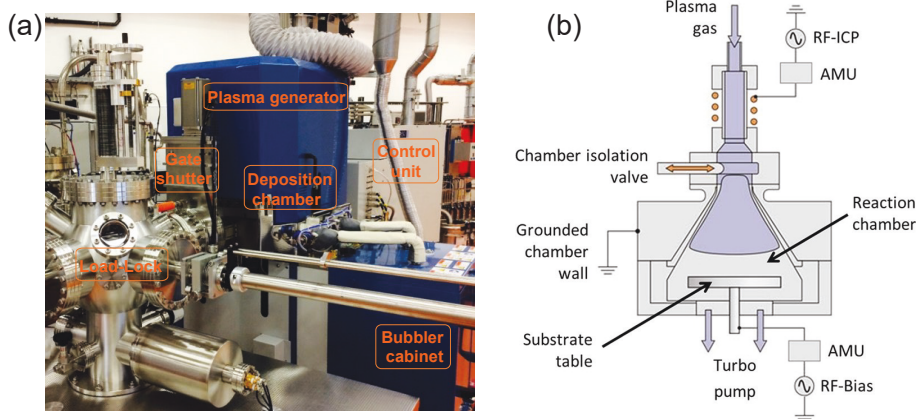 (a)
Plasma generator
Gate
shutter
Deposition
chamber
Control
unit
Load-Lock
Bubbler
cabinet
(b)
Plasma
gas
RF-ICP
AMU
Chamber isolation
valve
Reaction
chamber
Grounded
chamber
wall
Substrate
table
Turbo
pump
AMU
RF-Bias